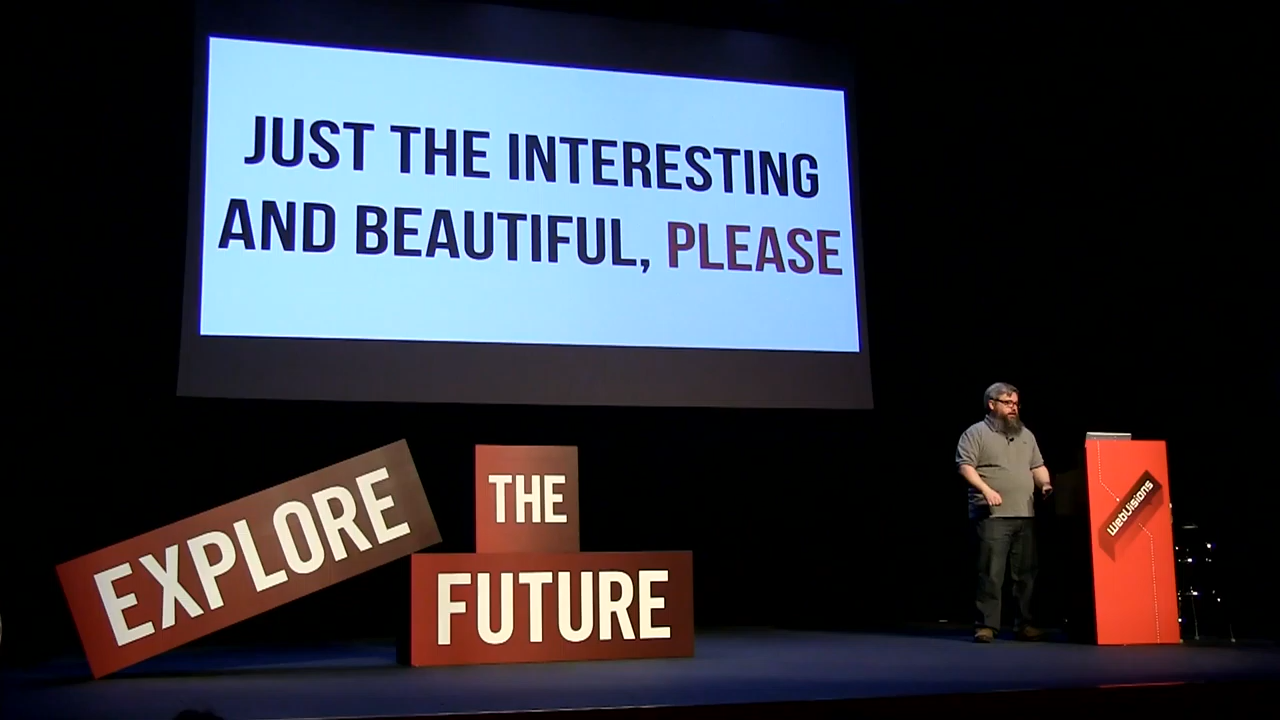 JUST THE INTERESTING
AND BEAUTIFUL, PLEASE
EXPLORE
THE
FUTURE
WebVisions